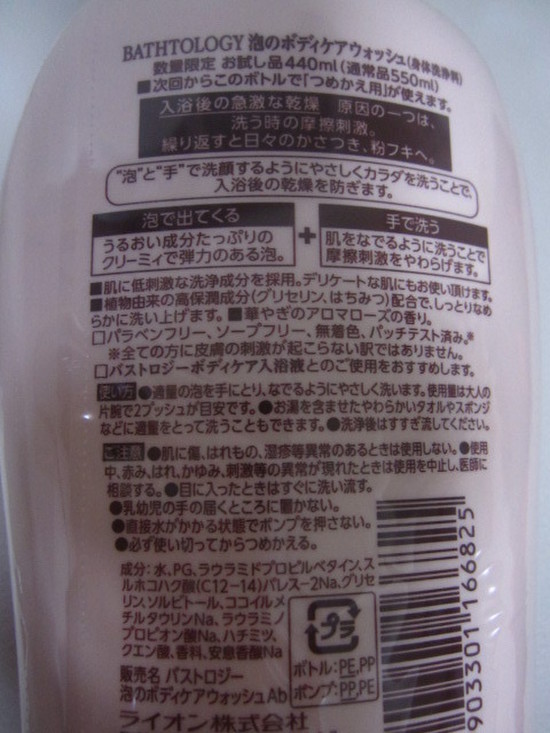 BATHTOLOGY 泡のボディケアウォッシュ(身体洗浄料)
数量限定 お試し品440ml(通常品550ml)
■次回からこのボトルで「つめかえ用」が使えます。
入浴後の急激な乾燥 原因の一つは、
洗う時の摩擦刺激。
繰り返すと日々のかさつき、粉フキへ。
“泡”と“手”で洗顔するようにやさしくカラダを洗うことで、
入浴後の乾燥を防ぎます。
泡で出てくる
うるおい成分たっぷりの
クリーミィで弾力のある泡。
+
手で洗う
肌をなでるように洗うことで
摩擦刺激をやわらげます。
■肌に低刺激な洗浄成分を採用。デリケートな肌にもお使い頂けます。
■植物由来の高保潤成分(グリセリン、はちみつ)配合で、しっとりなめ
らかに洗い上げます。■華やぎのアロマローズの香り。
□パラベンフリー、ソープフリー、無着色、パッチテスト済み。※
※全ての方に皮膚の刺激が起こらない訳ではありません。
□バストロジーボディケア入浴液とのご使用をおすすめします。
使い方 ●適量の泡を手にとり、なでるようにやさしく洗います。使用量は大人の
片腕で2プッシュが目安です。●お湯を含ませたやわらかいタオルやスポンジ
などに適量をとって洗うこともできます。●洗浄後はすすぎ流してください。
ご注意 ●肌に傷、はれもの、湿疹等異常のあるときは使用しない。●使用
中、赤み、はれ、かゆみ、刺激等の異常が現れたときは使用を中止し、医師に
相談する。●目に入ったときはすぐに洗い流す。
●乳幼児の手の届くところに置かない。
●直接水がかかる状態でポンプを押さない。
●必ず使い切ってからつめかえる。
成分:水、PG、ラウラミドプロピルベタイン、ス
ルホコハク酸(C12-14)パレス-2Na、グリセ
リン、ソルビトール、ココイルメ
チルタウリンNa、ラウラミノ
プロピオン酸Na、ハチミツ、
クエン酸、香料、安息香酸Na
販売名 バストロジー
泡のボディケアウォッシュAb
ライオン株式会社
プラ
ボトル:PE,PP
ポンプ:PP,PE
903301 166825